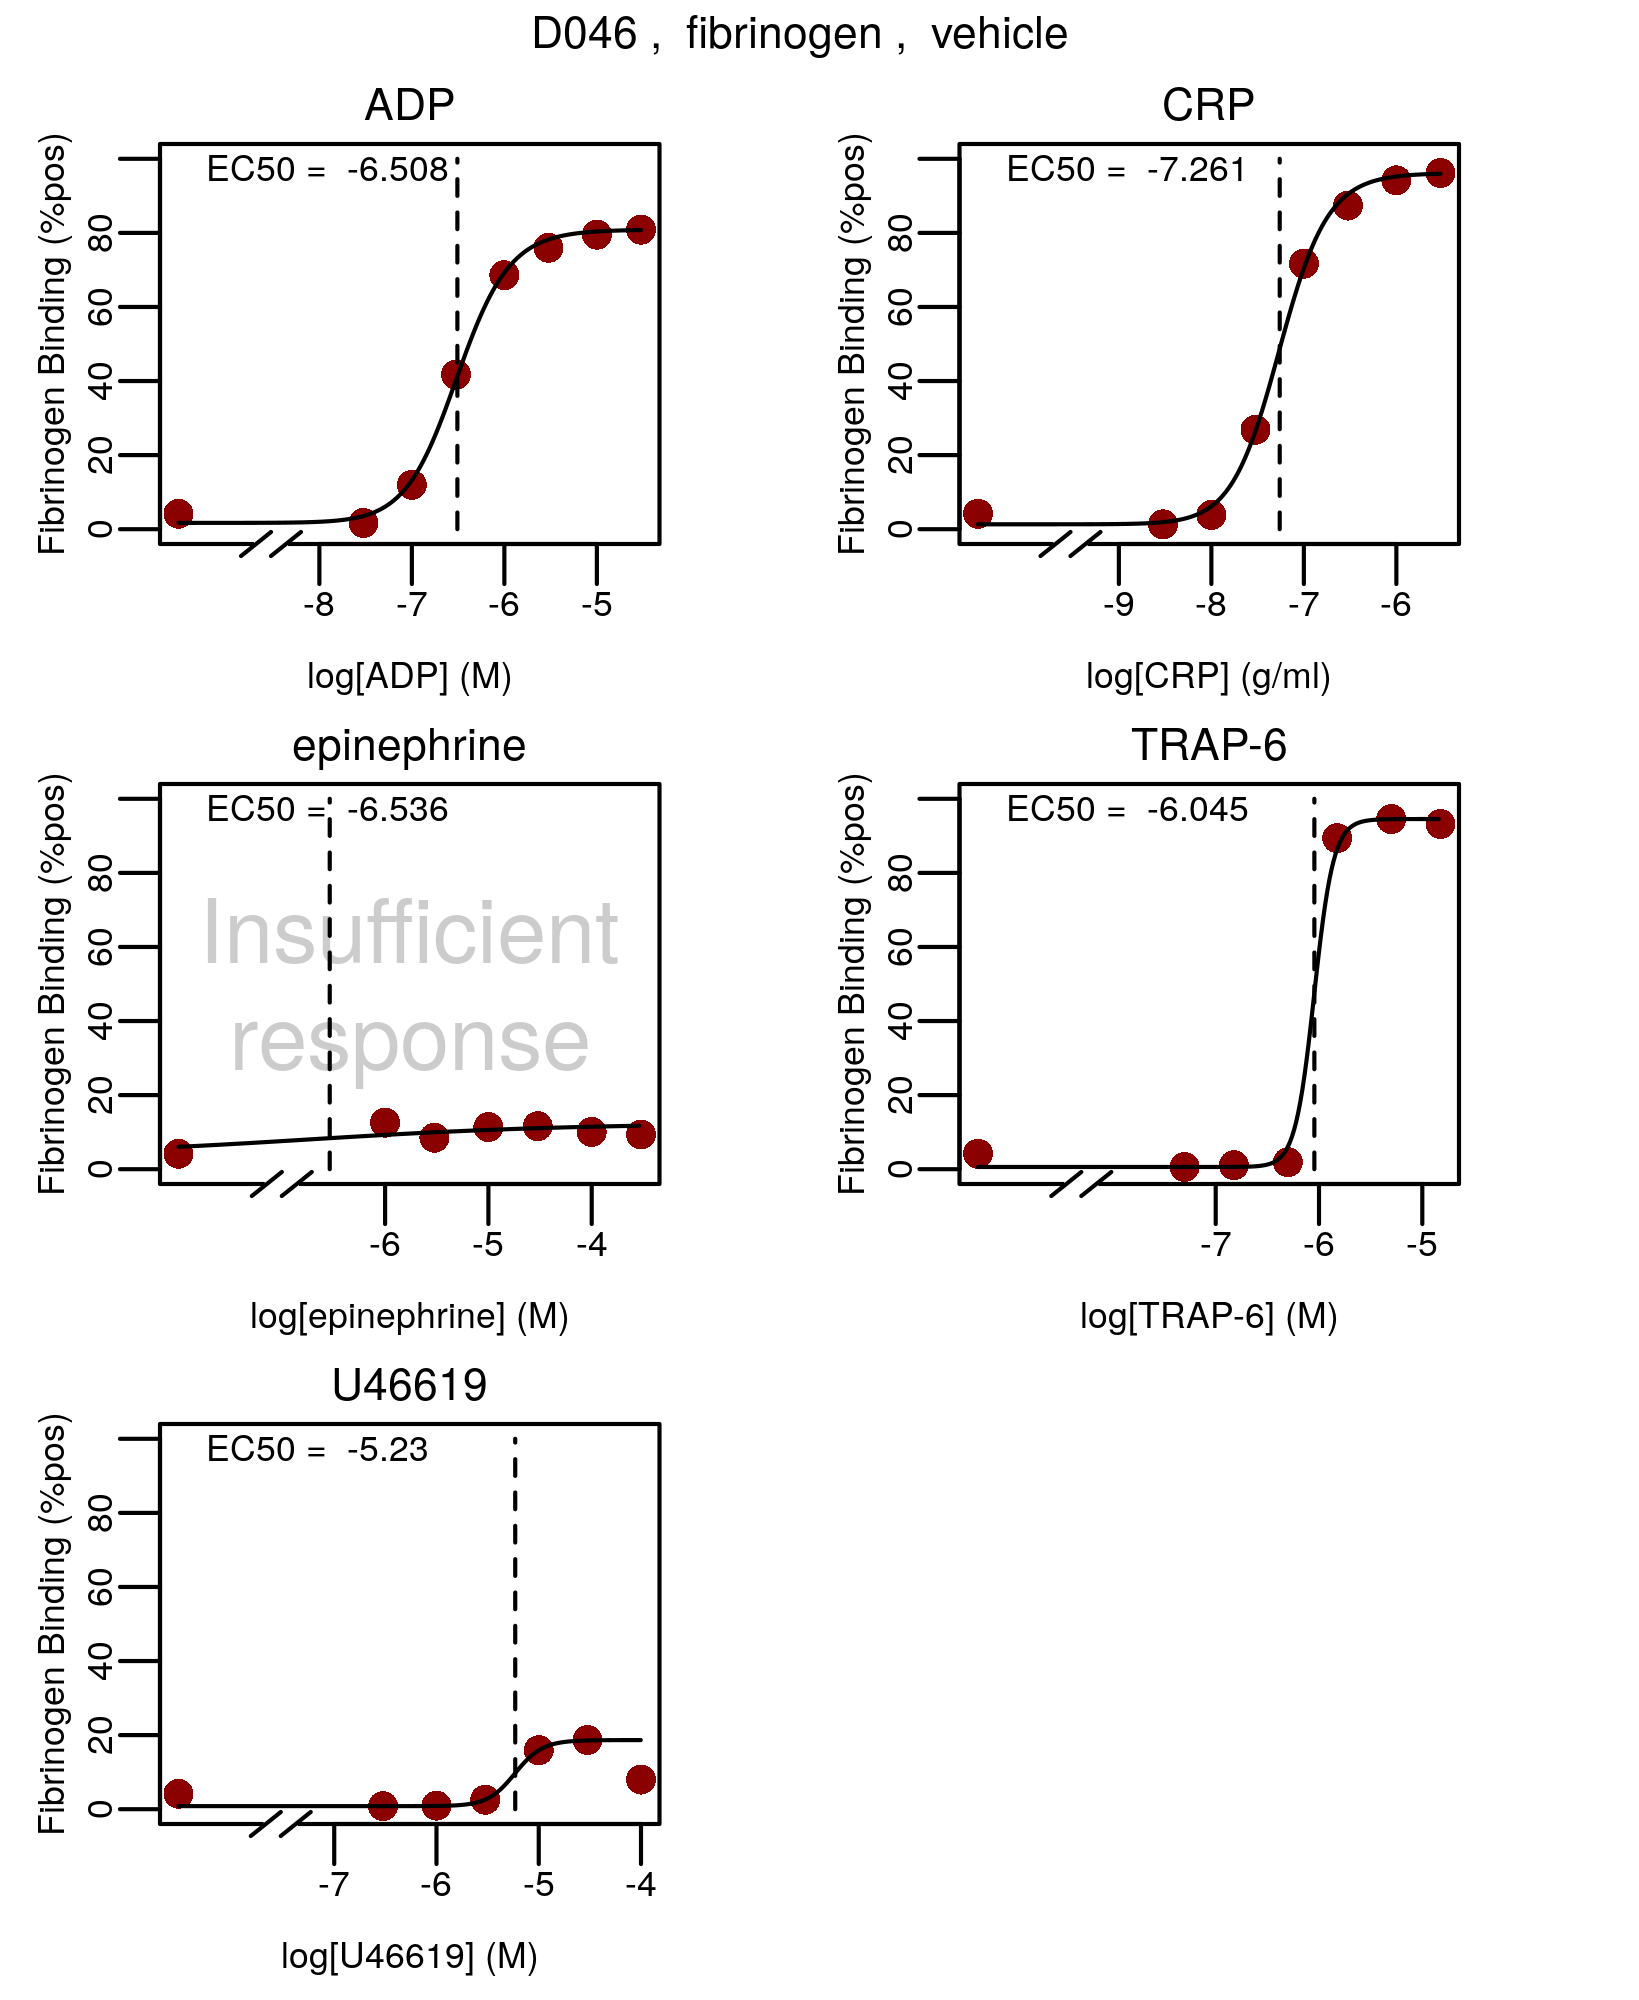 D046 , fibrinogen , vehicle
ADP
EC50 = -6.508
Fibrinogen Binding (%pos)
0 20 40 60 80
-8 -7 -6 -5
log[ADP] (M)
CRP
EC50 = -7.261
Fibrinogen Binding (%pos)
0 20 40 60 80
-9 -8 -7 -6
log[CRP] (g/ml)
epinephrine
EC50 = -6.536
Insufficient
response
Fibrinogen Binding (%pos)
0 20 40 60 80
-6 -5 -4
log[epinephrine] (M)
TRAP-6
EC50 = -6.045
Fibrinogen Binding (%pos)
0 20 40 60 80
-7 -6 -5
log[TRAP-6] (M)
U46619
EC50 = -5.23
Fibrinogen Binding (%pos)
0 20 40 60 80
-7 -6 -5 -4
log[U46619] (M)